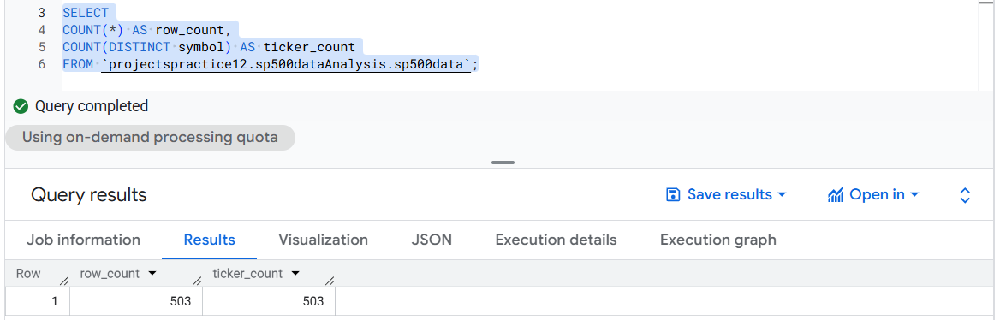 3 SELECT
4 COUNT(*) AS row_count,
5 COUNT(DISTINCT symbol) AS ticker_count
6 FROM `projectspractice12.sp500dataAnalysis.sp500data`;
Query completed
Using on-demand processing quota
Query results Save results Open in
Job information Results Visualization JSON Execution details Execution graph
Row row_count ticker_count
1 503 503